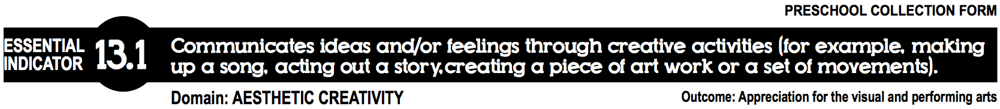 PRESCHOOL COLLECTION FORM
ESSENTIAL INDICATOR 13.1
Communicates ideas and/or feelings through creative activities (for example, making
up a song, acting out a story,creating a piece of art work or a set of movements).
Domain: AESTHETIC CREATIVITY
Outcome: Appreciation for the visual and performing arts